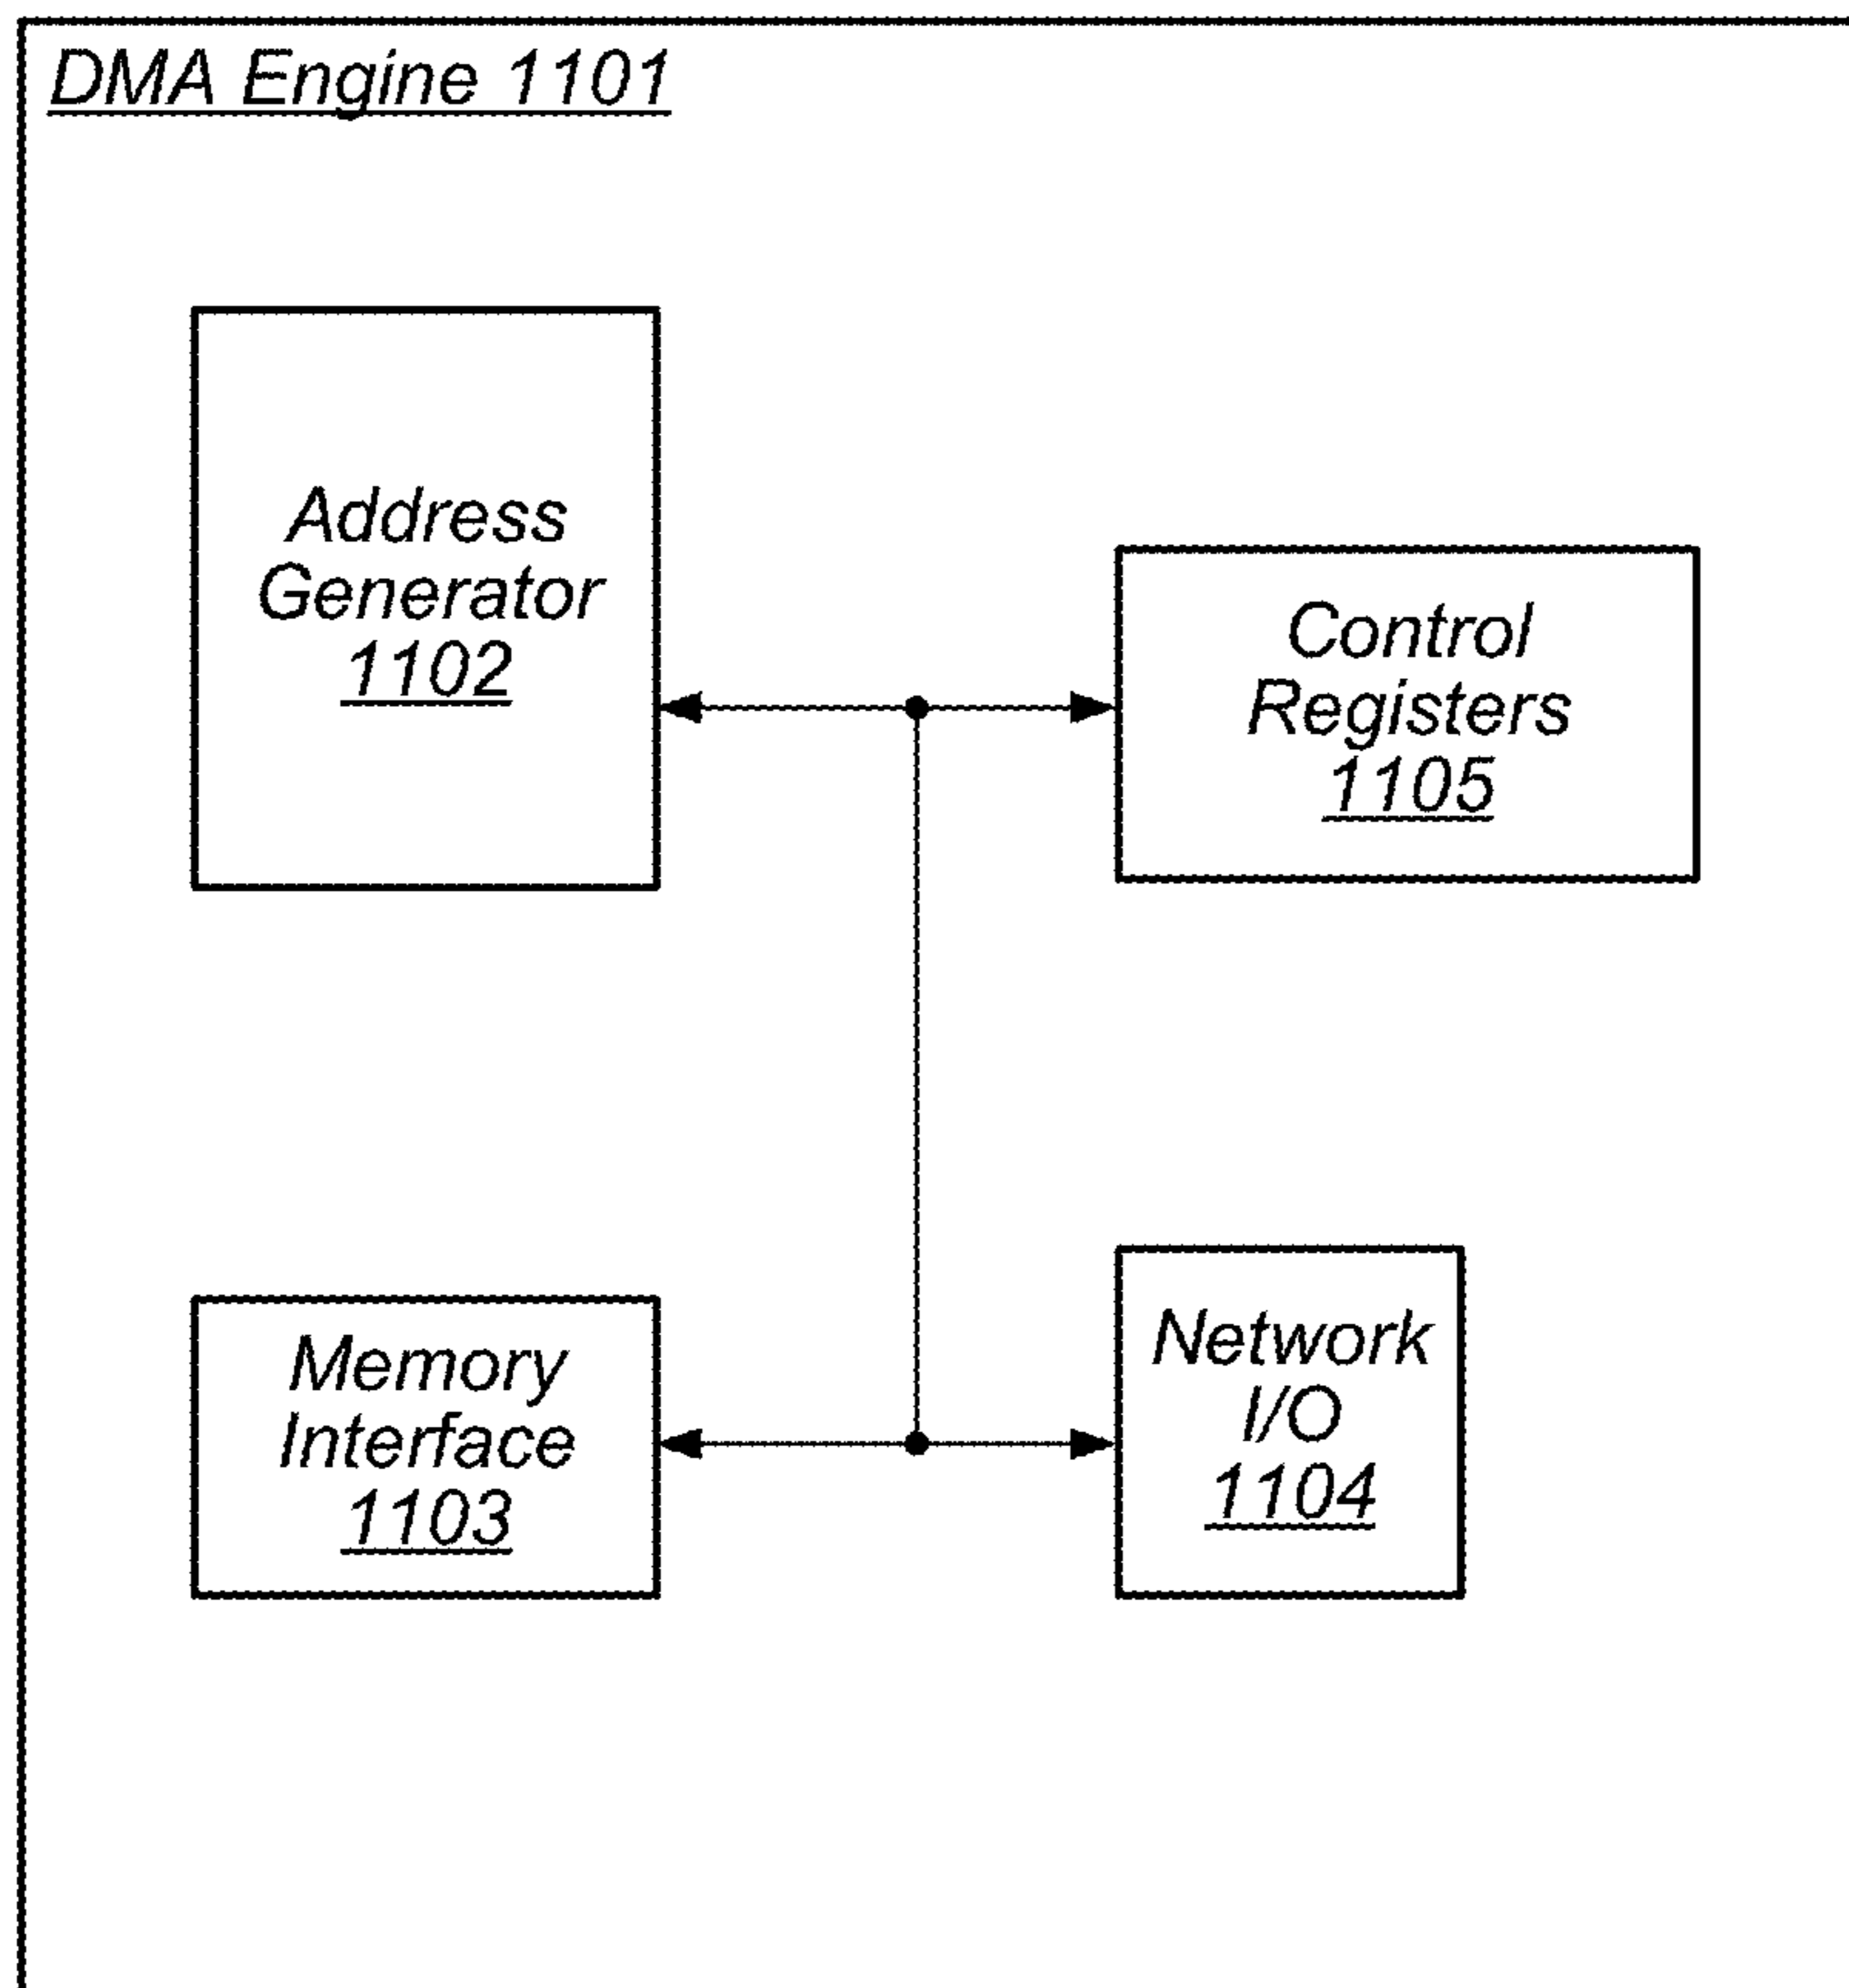 DMA Engine 1101
Address
Generator
1102
Control
Registers
1105
Memory
Interface
1103
Network
I/O
1104